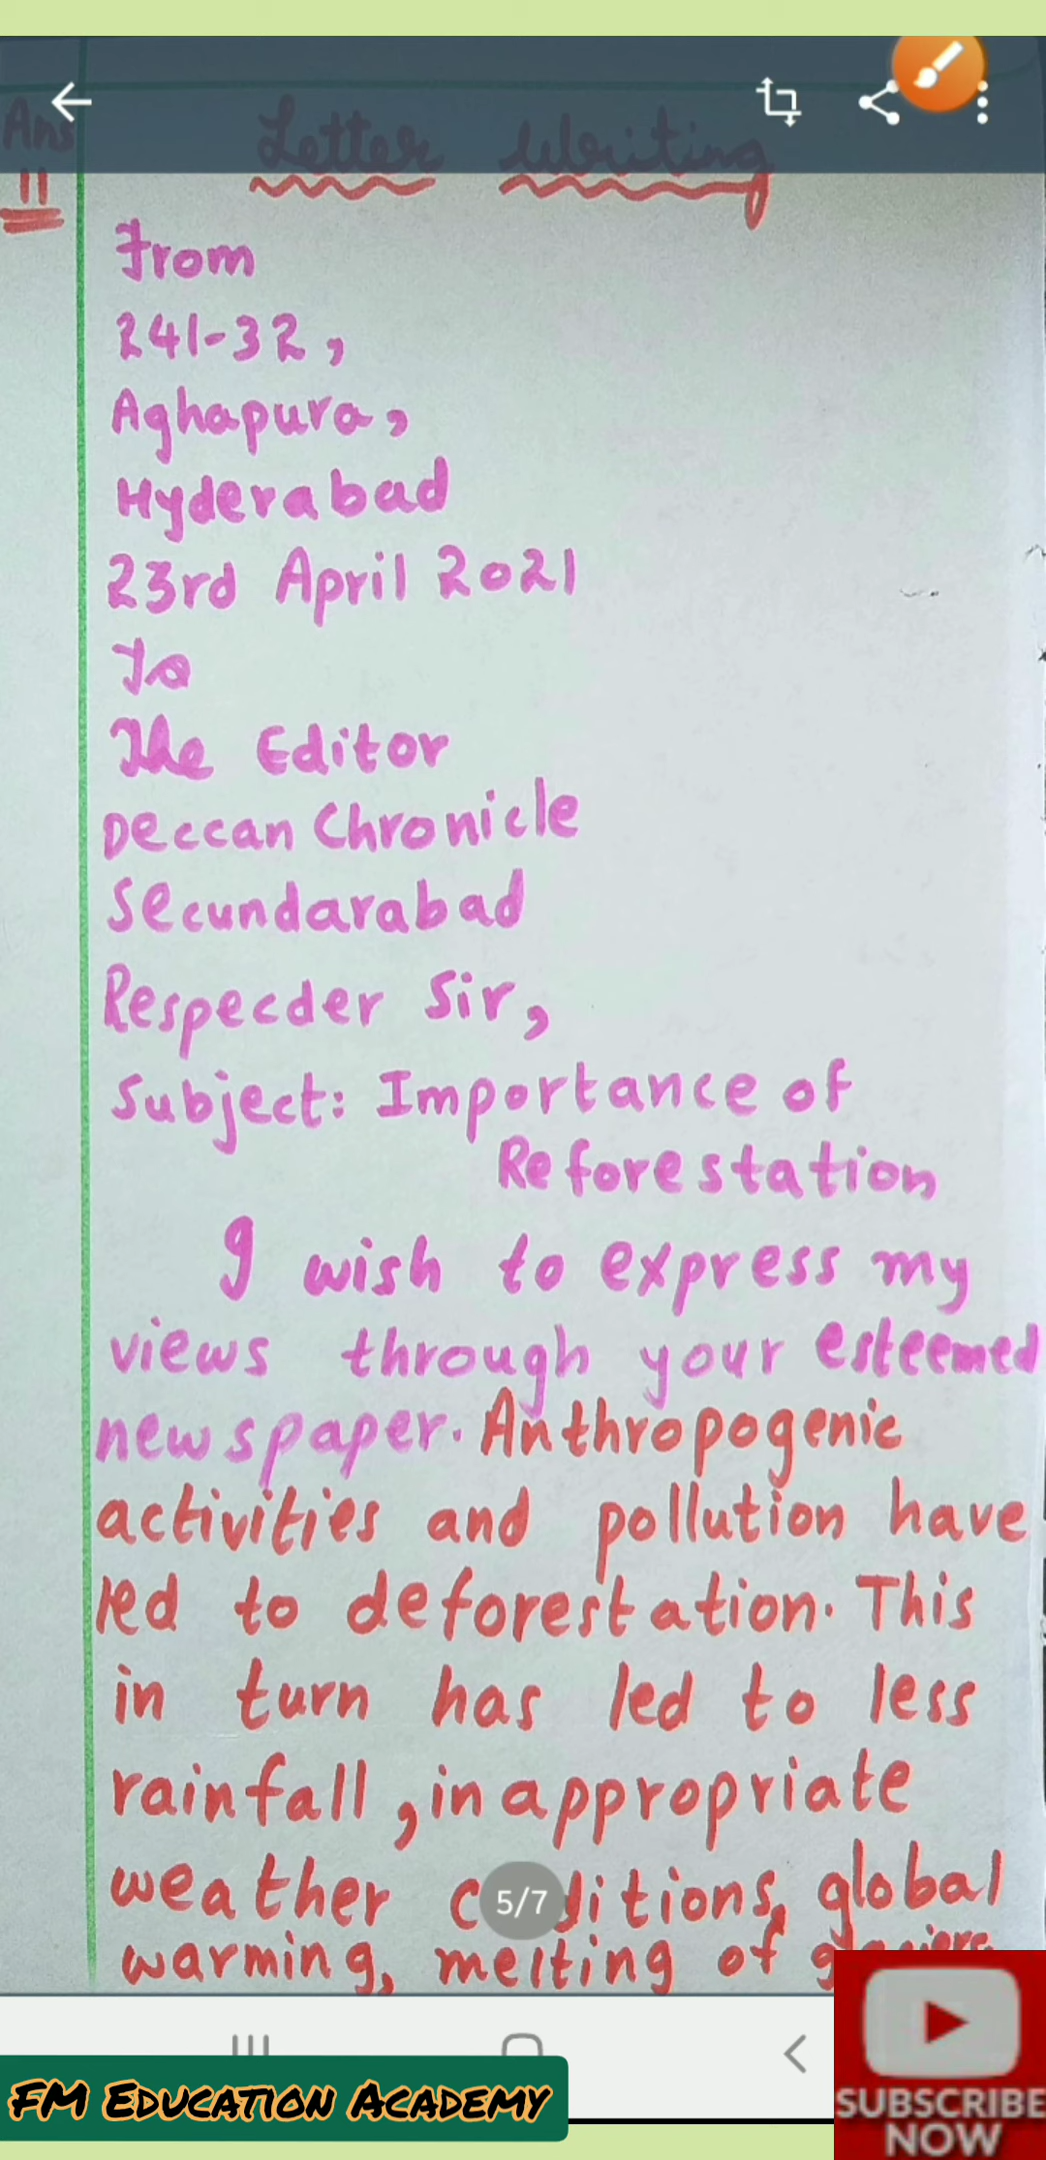 Ans
11
Letter Writing
From
241-32,
Aghapura,
Hyderabad
23rd April 2021
To
The Editor
Deccan Chronicle
Secundarabad
Respecder Sir,
Subject: Importance of
Reforestation
I wish to express my
views through your esteemed
newspaper. Anthropogenic
activities and pollution have
led to deforestation. This
in turn has led to less
rainfall, inappropriate
weather conditions, global
warming, melting of glaciers.
5/7
FM EDUCATION ACADEMY
SUBSCRIBE
NOW